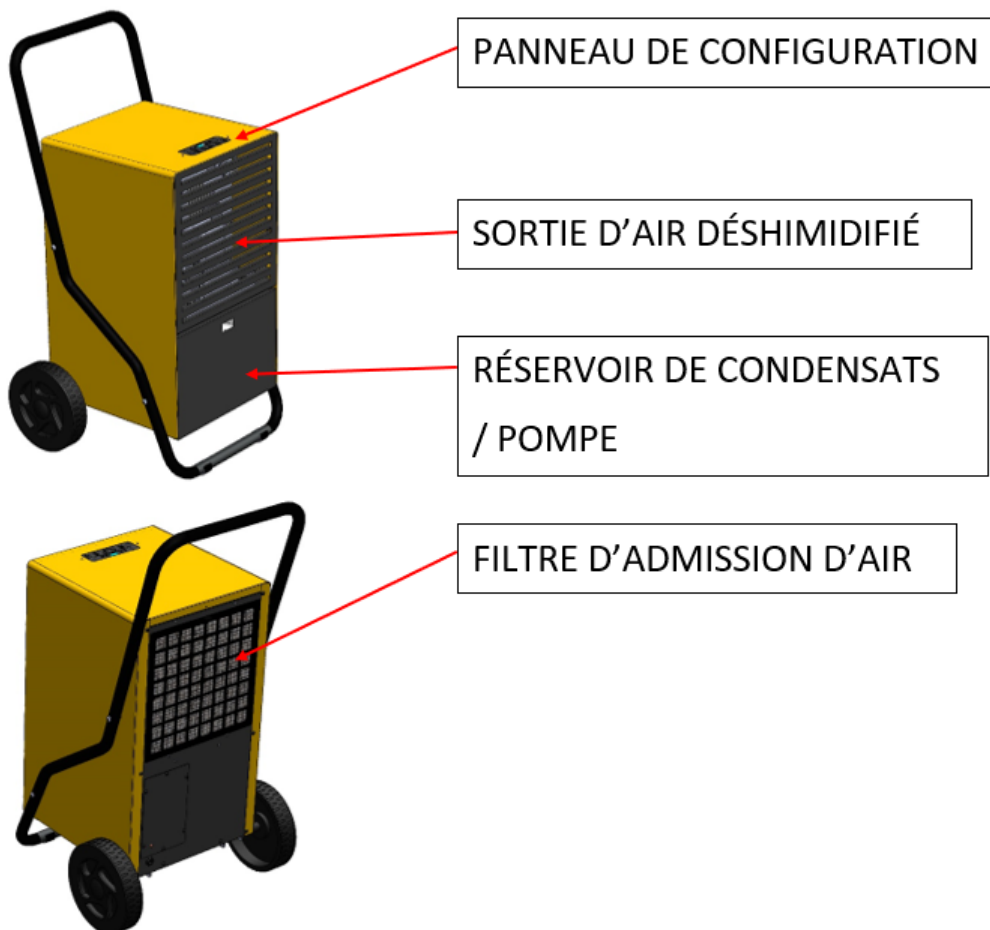 PANNEAU DE CONFIGURATION
SORTIE D’AIR DÉSHIMIDIFIÉ
RÉSERVOIR DE CONDENSATS
/ POMPE
FILTRE D’ADMISSION D’AIR